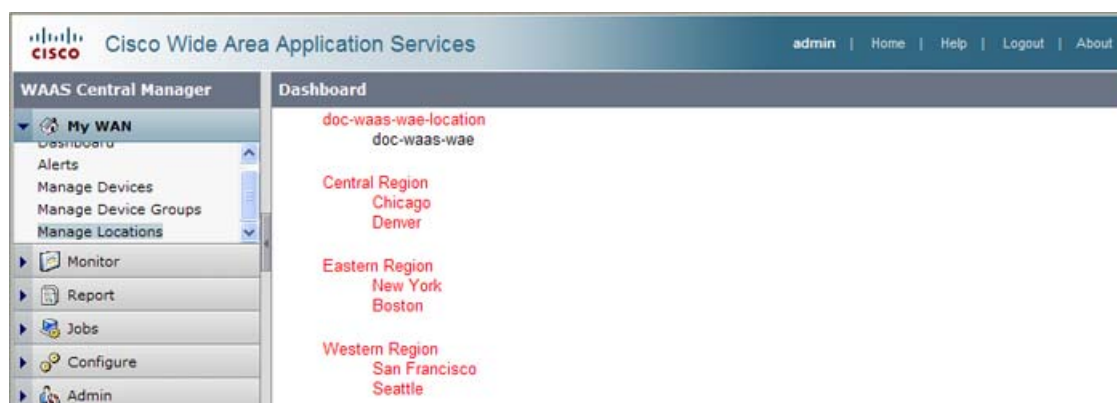 CISCO
Cisco Wide Area Application Services
admin | Home | Help | Logout | About
WAAS Central Manager
My WAN
Dashboard
Alerts
Manage Devices
Manage Device Groups
Manage Locations
Monitor
Report
Jobs
Configure
Admin
Dashboard
doc-waas-wae-location
doc-waas-wae
Central Region
Chicago
Denver
Eastern Region
New York
Boston
Western Region
San Francisco
Seattle